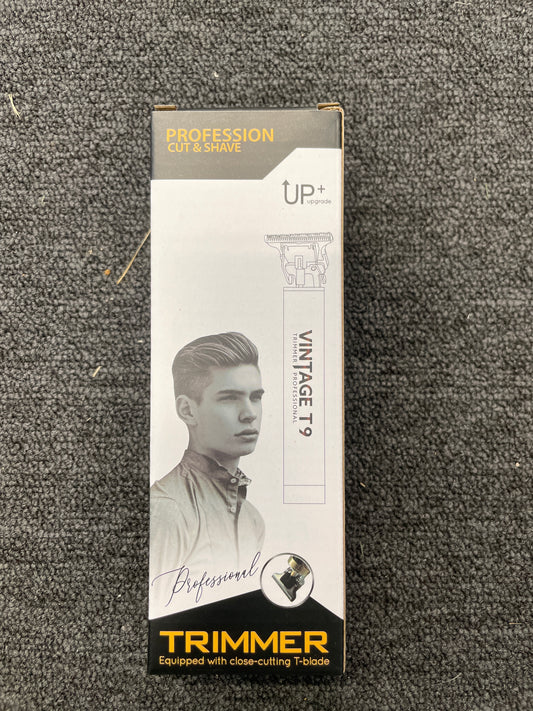 PROFESSION
CUT & SHAVE
UP+
upgrade
VINTAGE T9
TRIMMER PROFESSIONAL
Professional
TRIMMER
Equipped with close-cutting T-blade